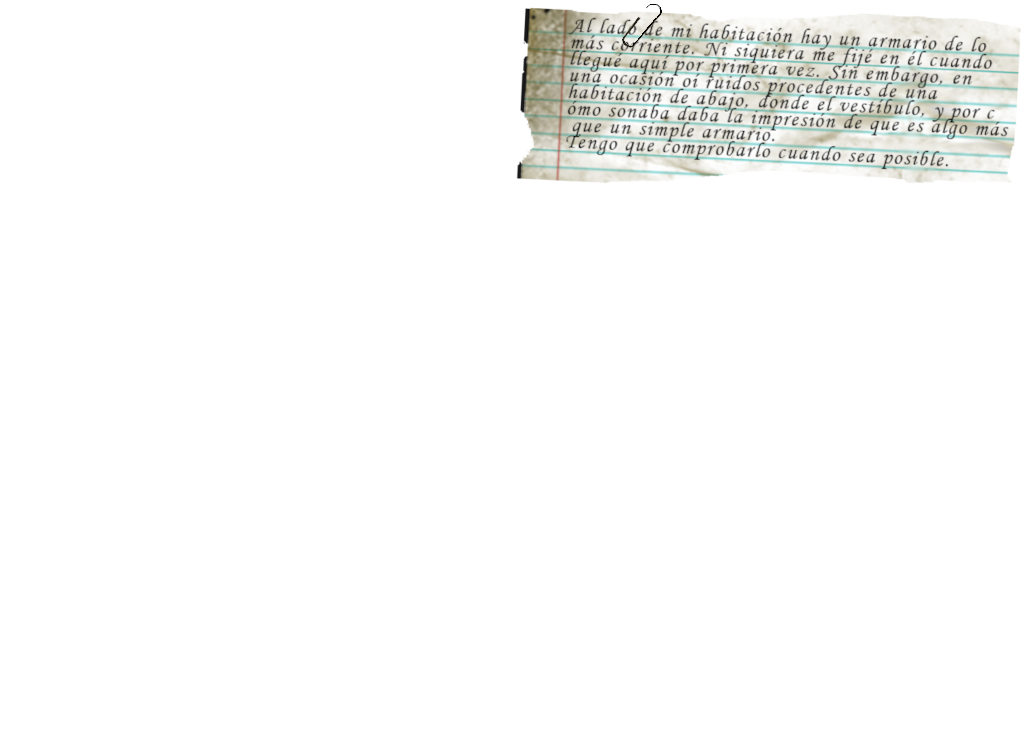 Al lado de mi habitación hay un armario de lo
más corriente. Ni siquiera me fijé en él cuando
llegué aquí por primera vez. Sin embargo, en
una ocasión oí ruidos procedentes de una
habitación de abajo, donde el vestíbulo, y por c
ómo sonaba daba la impresión de que es algo más
que un simple armario.
Tengo que comprobarlo cuando sea posible.